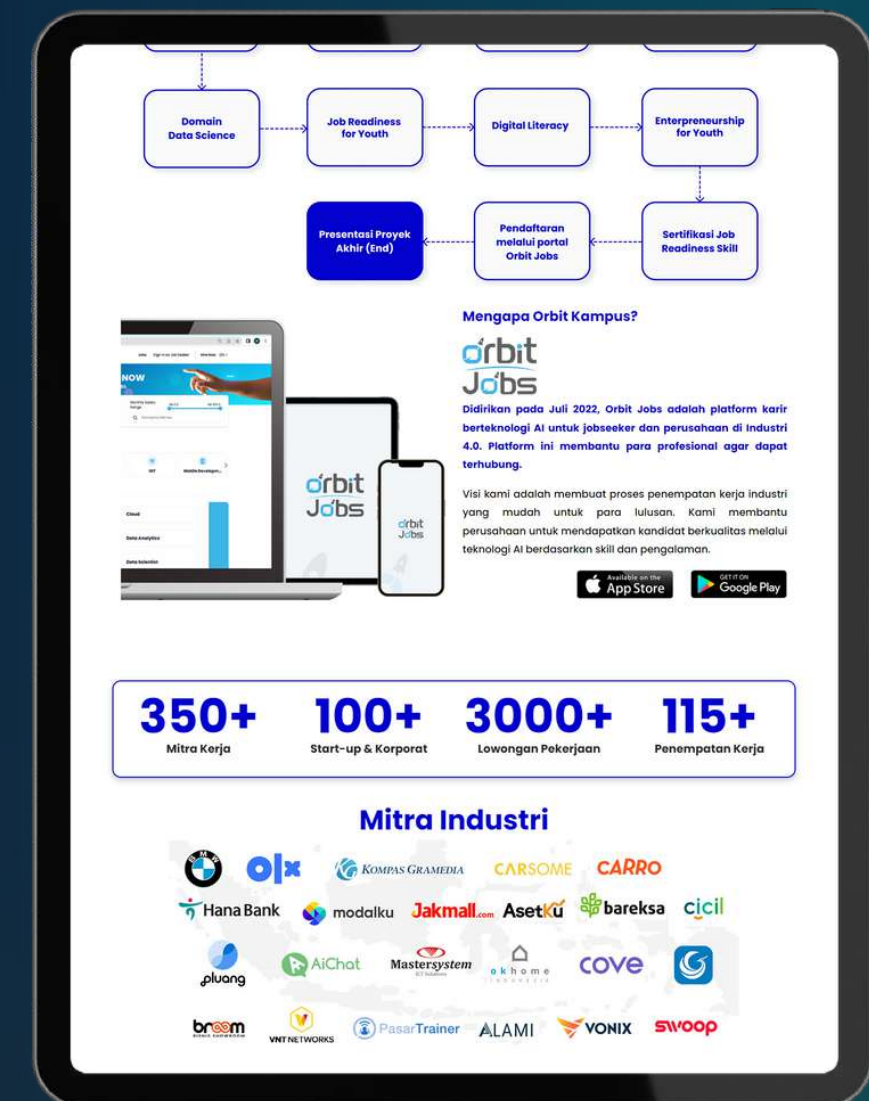 Domain
Data Science
Job Readiness
for Youth
Digital Literacy
Enterpreneurship
for Youth
Presentasi Proyek
Akhir (End)
Pendaftaran
melalui portal
Orbit Jobs
Sertifikasi Job
Readiness Skill
NOW
Cloud
Data Analytics
Data Scientist
orbit
Jobs
orbit
Jobs
Mengapa Orbit Kampus?
orbit
Jobs
Didirikan pada Juli 2022, Orbit Jobs adalah platform karir
berteknologi AI untuk jobseeker dan perusahaan di Industri
4.0. Platform ini membantu para profesional agar dapat
terhubung.
Visi kami adalah membuat proses penempatan kerja industri
yang mudah untuk para lulusan. Kami membantu
perusahaan untuk mendapatkan kandidat berkualitas melalui
teknologi AI berdasarkan skill dan pengalaman.
Available on the
App Store
GET IT ON
Google Play
350+
Mitra Kerja
100+
Start-up & Korporat
3000+
Lowongan Pekerjaan
115+
Penempatan Kerja
Mitra Industri
BMW
olx
KOMPAS GRAMEDIA
CARSOME
CARRO
Hana Bank
modalku
Jakmall.com
AsetKu
bareksa
cicil
pluang
AiChat
Mastersystem
ICT Solutions
okhome
INDONESIA
cove
broom
VNT NETWORKS
PasarTrainer
ALAMI
VONIX
swoop